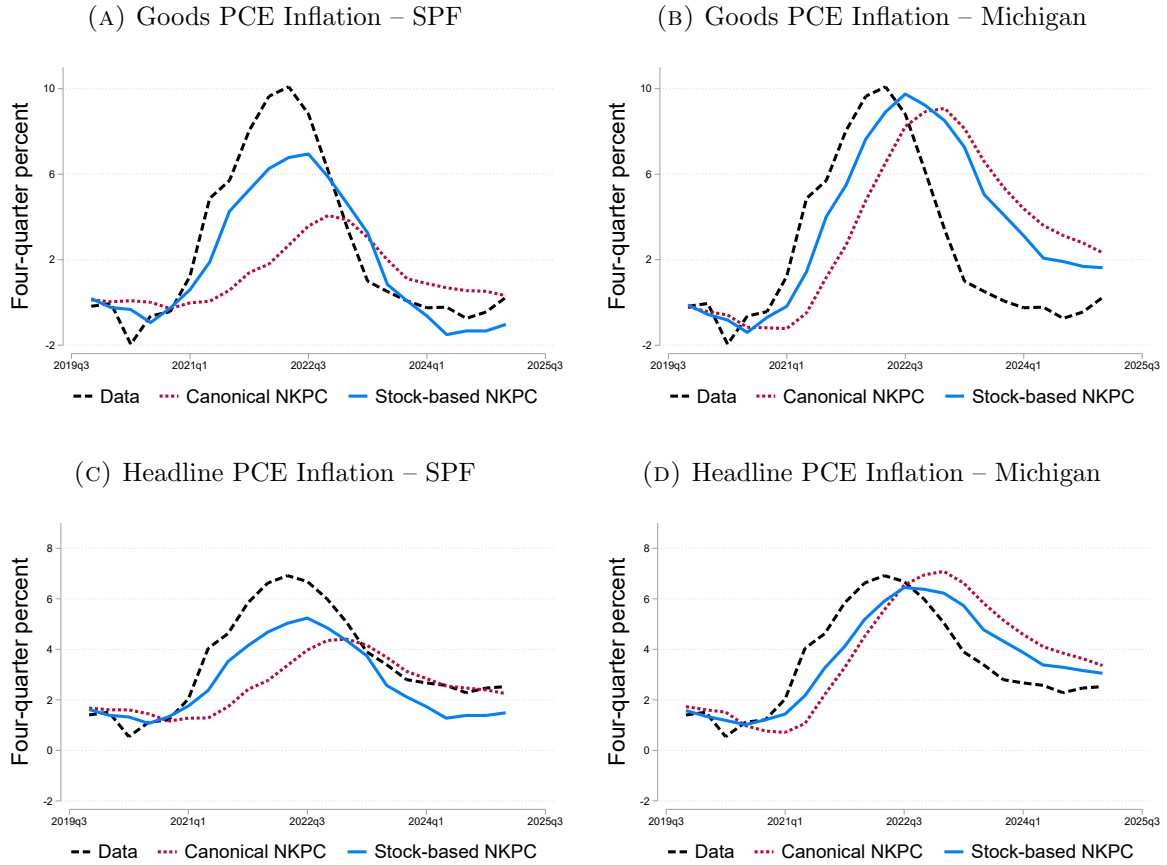 (A) Goods PCE Inflation – SPF
Four-quarter percent
10
6
2
-2
2019q3 2021q1 2022q3 2024q1 2025q3
Data Canonical NKPC Stock-based NKPC
(B) Goods PCE Inflation – Michigan
Four-quarter percent
10
6
2
-2
2019q3 2021q1 2022q3 2024q1 2025q3
Data Canonical NKPC Stock-based NKPC
(C) Headline PCE Inflation – SPF
Four-quarter percent
8
6
4
2
0
-2
2019q3 2021q1 2022q3 2024q1 2025q3
Data Canonical NKPC Stock-based NKPC
(D) Headline PCE Inflation – Michigan
Four-quarter percent
8
6
4
2
0
-2
2019q3 2021q1 2022q3 2024q1 2025q3
Data Canonical NKPC Stock-based NKPC